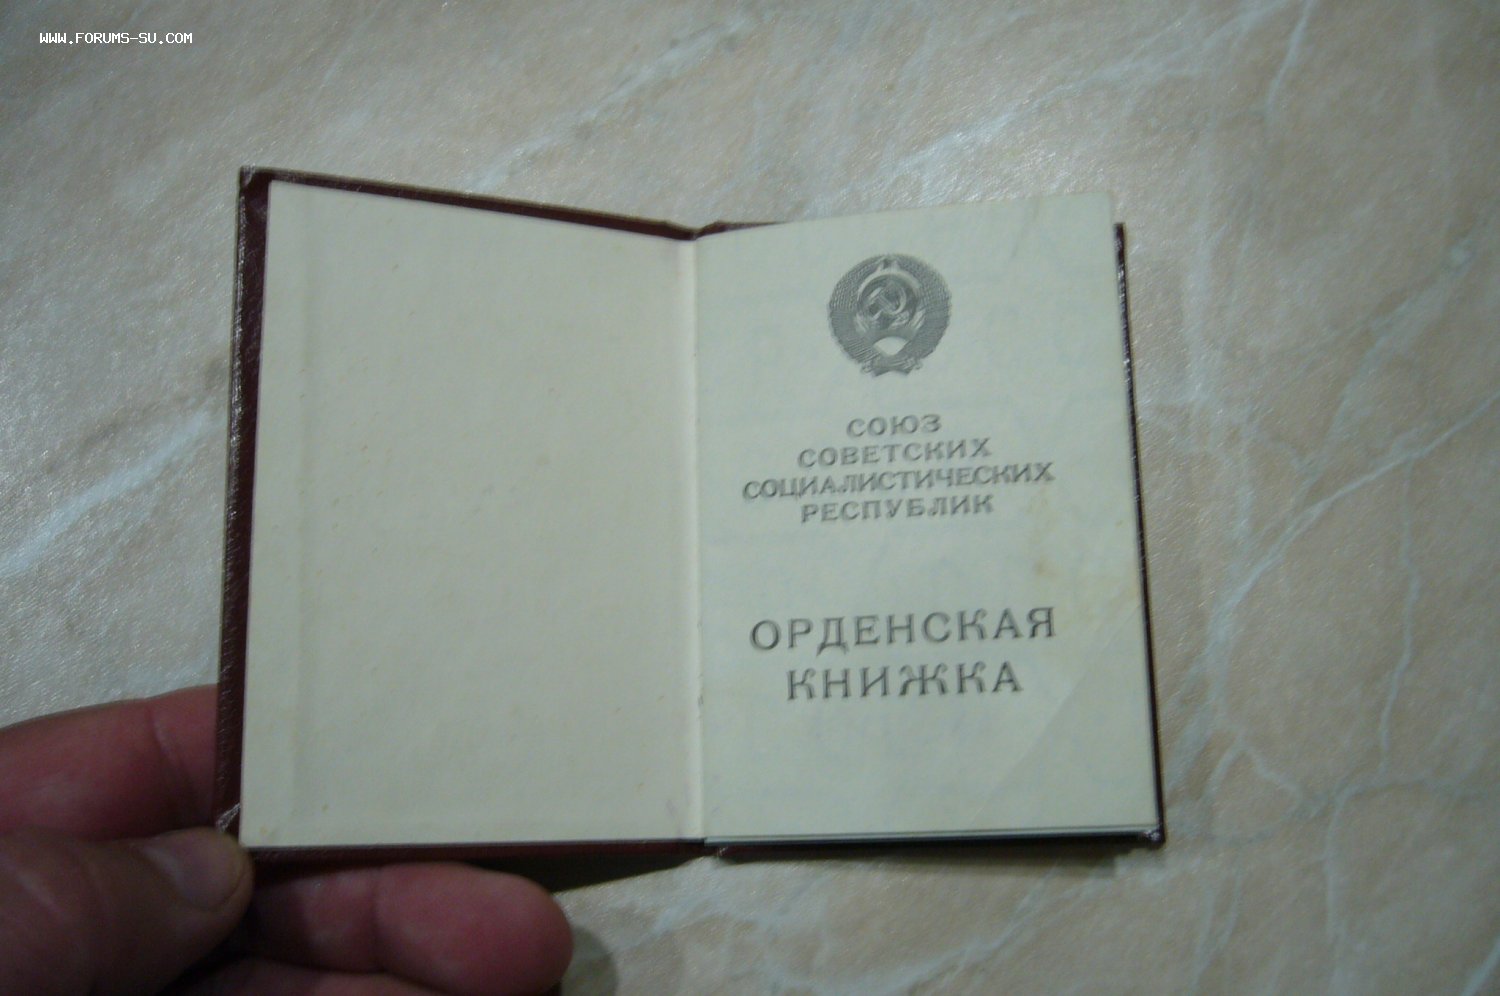 WWW.FORUMS-SU.COM
СОЮЗ
СОВЕТСКИХ
СОЦИАЛИСТИЧЕСКИХ
РЕСПУБЛИК
ОРДЕНСКАЯ
КНИЖКА